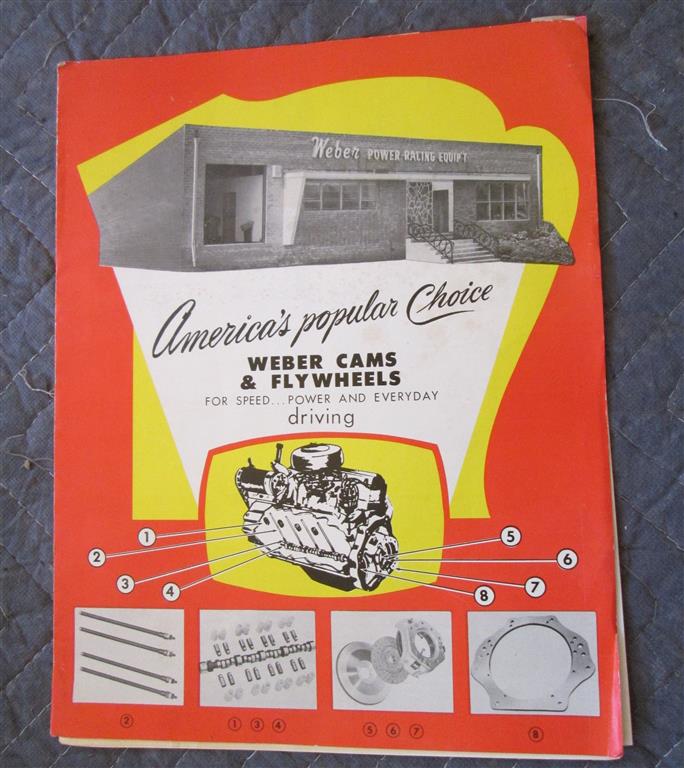 Weber POWER RACING EQUIP'T
America's popular Choice
WEBER CAMS
& FLYWHEELS
FOR SPEED...POWER AND EVERYDAY
driving
1
2
3
4
5
6
7
8
2
1 3 4
5 6 7
8